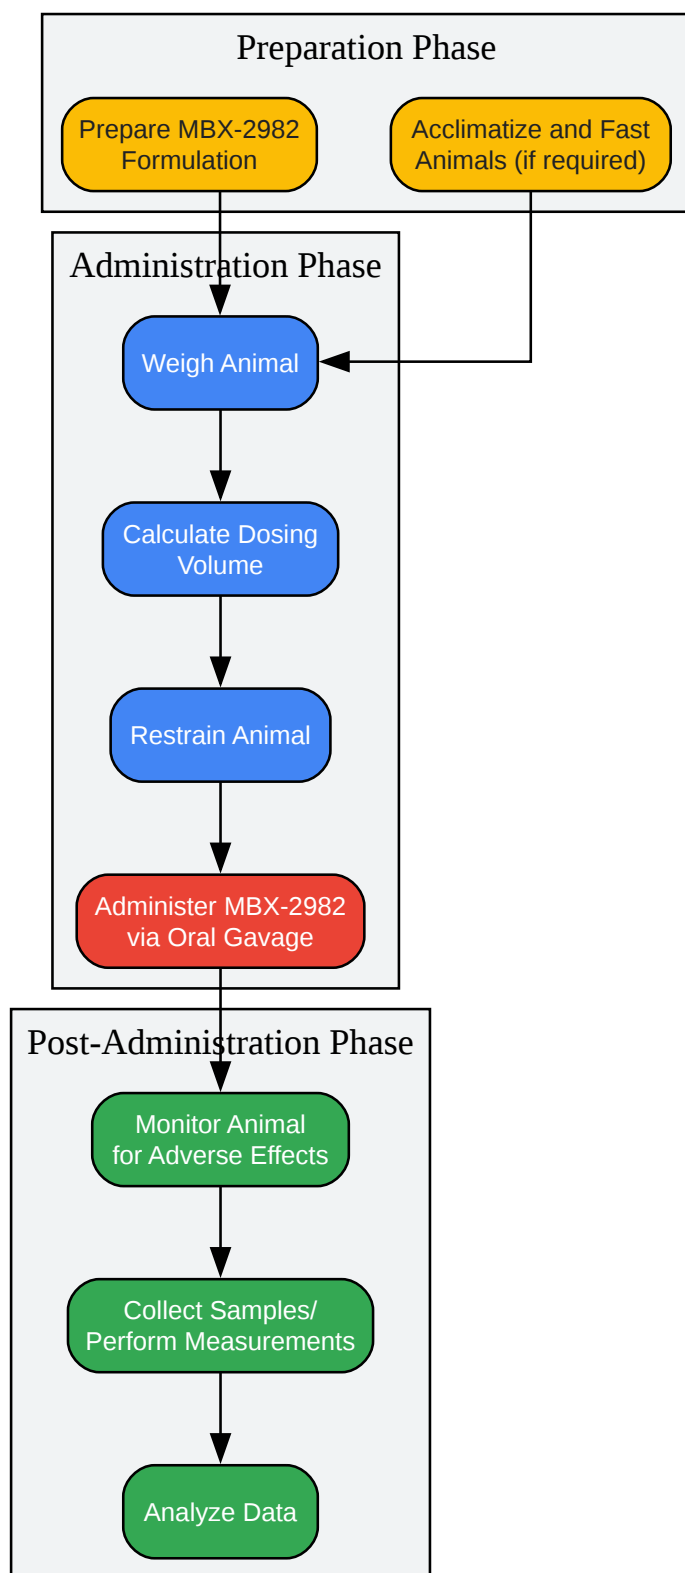 Preparation Phase
Prepare MBX-2982
Formulation
Acclimatize and Fast
Animals (if required)
Administration Phase
Weigh Animal
Calculate Dosing
Volume
Restrain Animal
Administer MBX-2982
via Oral Gavage
Post-Administration Phase
Monitor Animal
for Adverse Effects
Collect Samples/
Perform Measurements
Analyze Data